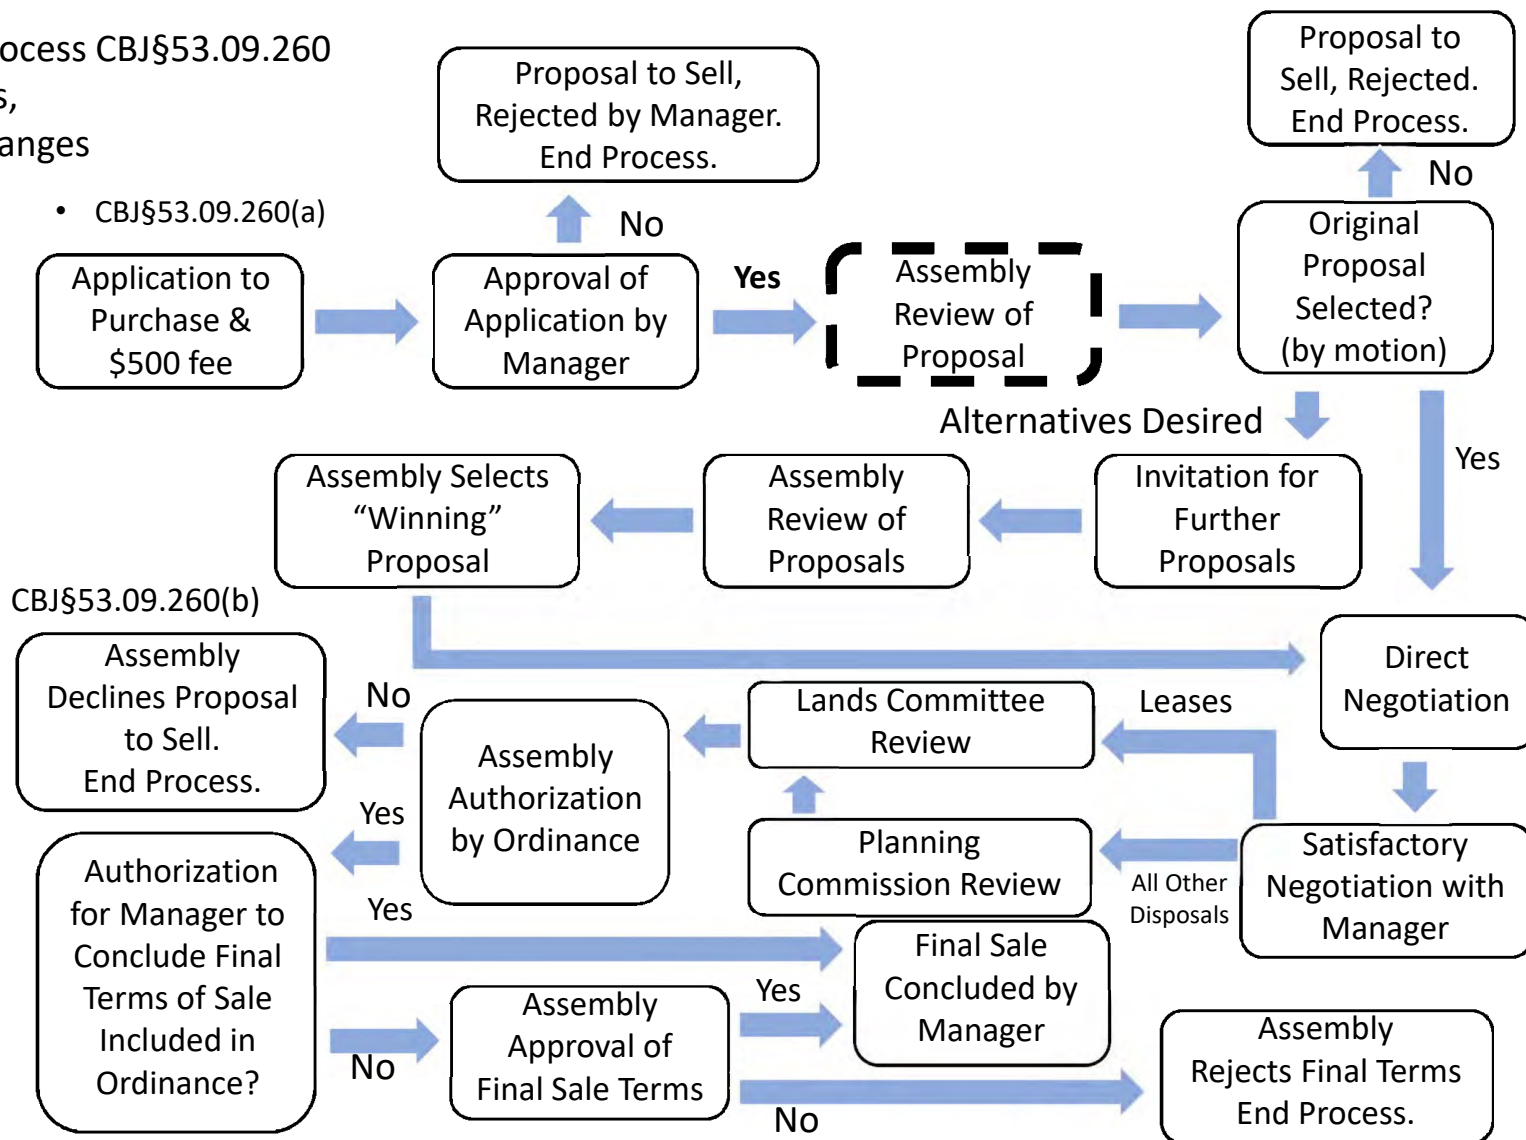 ocess CBJ§53.09.260
s,
anges
• CBJ§53.09.260(a)
Proposal to Sell,
Rejected by Manager.
End Process.
Proposal to
Sell, Rejected.
End Process.
No
No
Application to
Purchase &
$500 fee
Approval of
Application by
Manager
Yes
Assembly
Review of
Proposal
Original
Proposal
Selected?
(by motion)
Alternatives Desired
Yes
Assembly Selects
“Winning”
Proposal
Assembly
Review of
Proposals
Invitation for
Further
Proposals
CBJ§53.09.260(b)
Assembly
Declines Proposal
to Sell.
End Process.
No
Assembly
Authorization
by Ordinance
Lands Committee
Review
Leases
Direct
Negotiation
Yes
Planning
Commission Review
All Other
Disposals
Satisfactory
Negotiation with
Manager
Authorization
for Manager to
Conclude Final
Terms of Sale
Included in
Ordinance?
Yes
No
Assembly
Approval of
Final Sale Terms
Yes
No
Final Sale
Concluded by
Manager
Assembly
Rejects Final Terms
End Process.